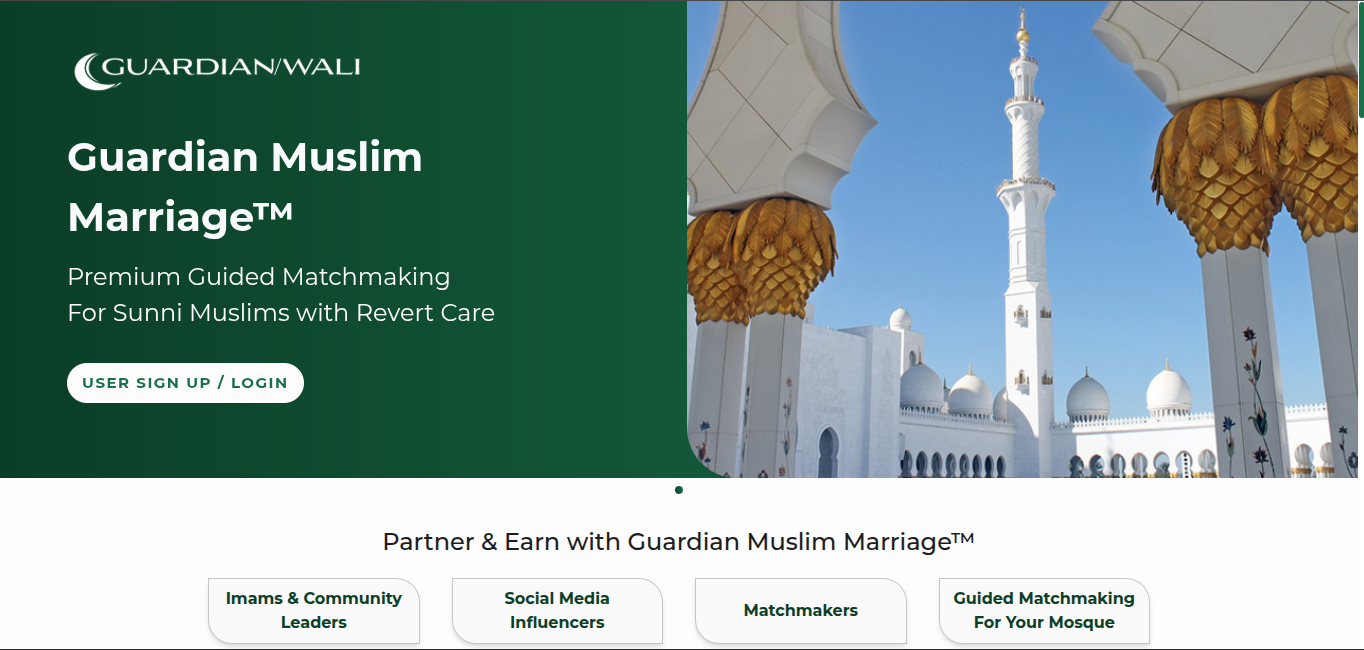 GUARDIAN/WALI
Guardian Muslim
Marriage™
Premium Guided Matchmaking
For Sunni Muslims with Revert Care
USER SIGN UP / LOGIN
Partner & Earn with Guardian Muslim Marriage™
Imams & Community
Leaders
Social Media
Influencers
Matchmakers
Guided Matchmaking
For Your Mosque